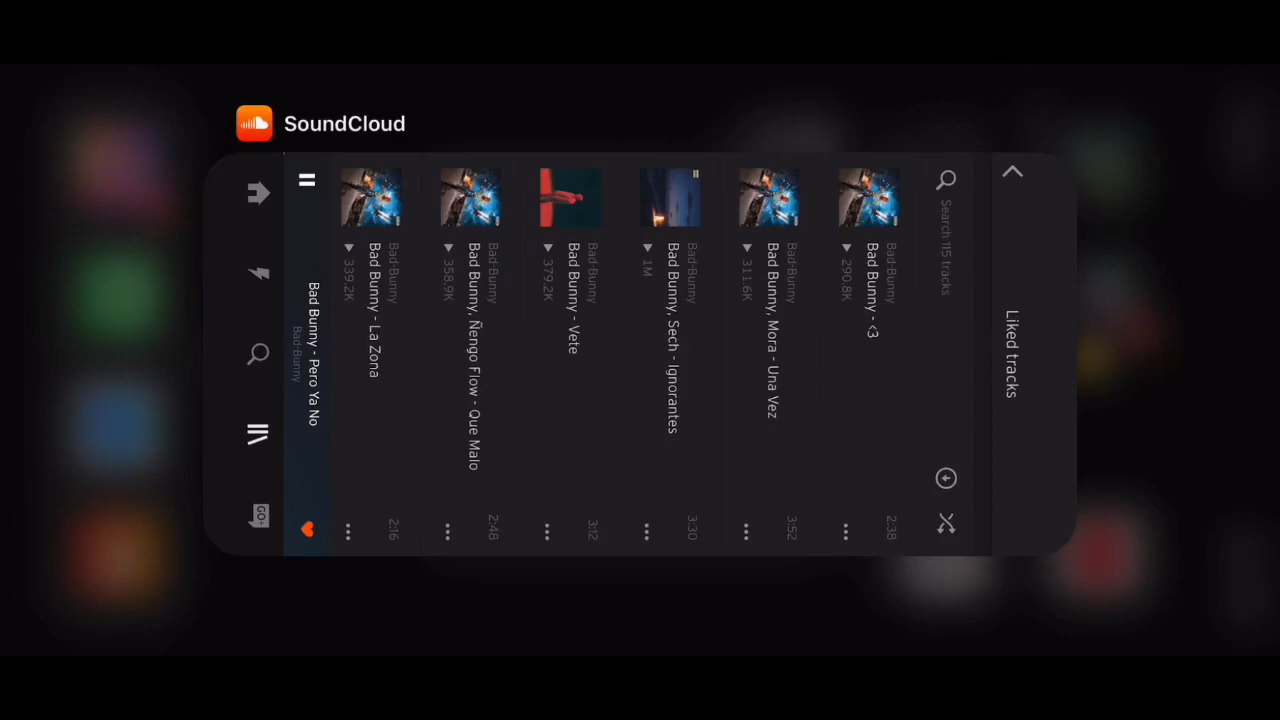 SoundCloud
Liked tracks
Search 115 tracks
Bad-Bunny
Bad Bunny - <3
290.8K
2:38
Bad-Bunny
Bad Bunny, Mora - Una Vez
311.6K
3:52
Bad-Bunny
Bad Bunny, Sech - Ignorantes
1M
3:30
Bad-Bunny
Bad Bunny - Vete
379.2K
3:12
Bad-Bunny
Bad Bunny, Ñengo Flow - Que Malo
358.9K
2:48
Bad-Bunny
Bad Bunny - La Zona
339.2K
2:16
Bad Bunny - Pero Ya No
Bad-Bunny
GO+